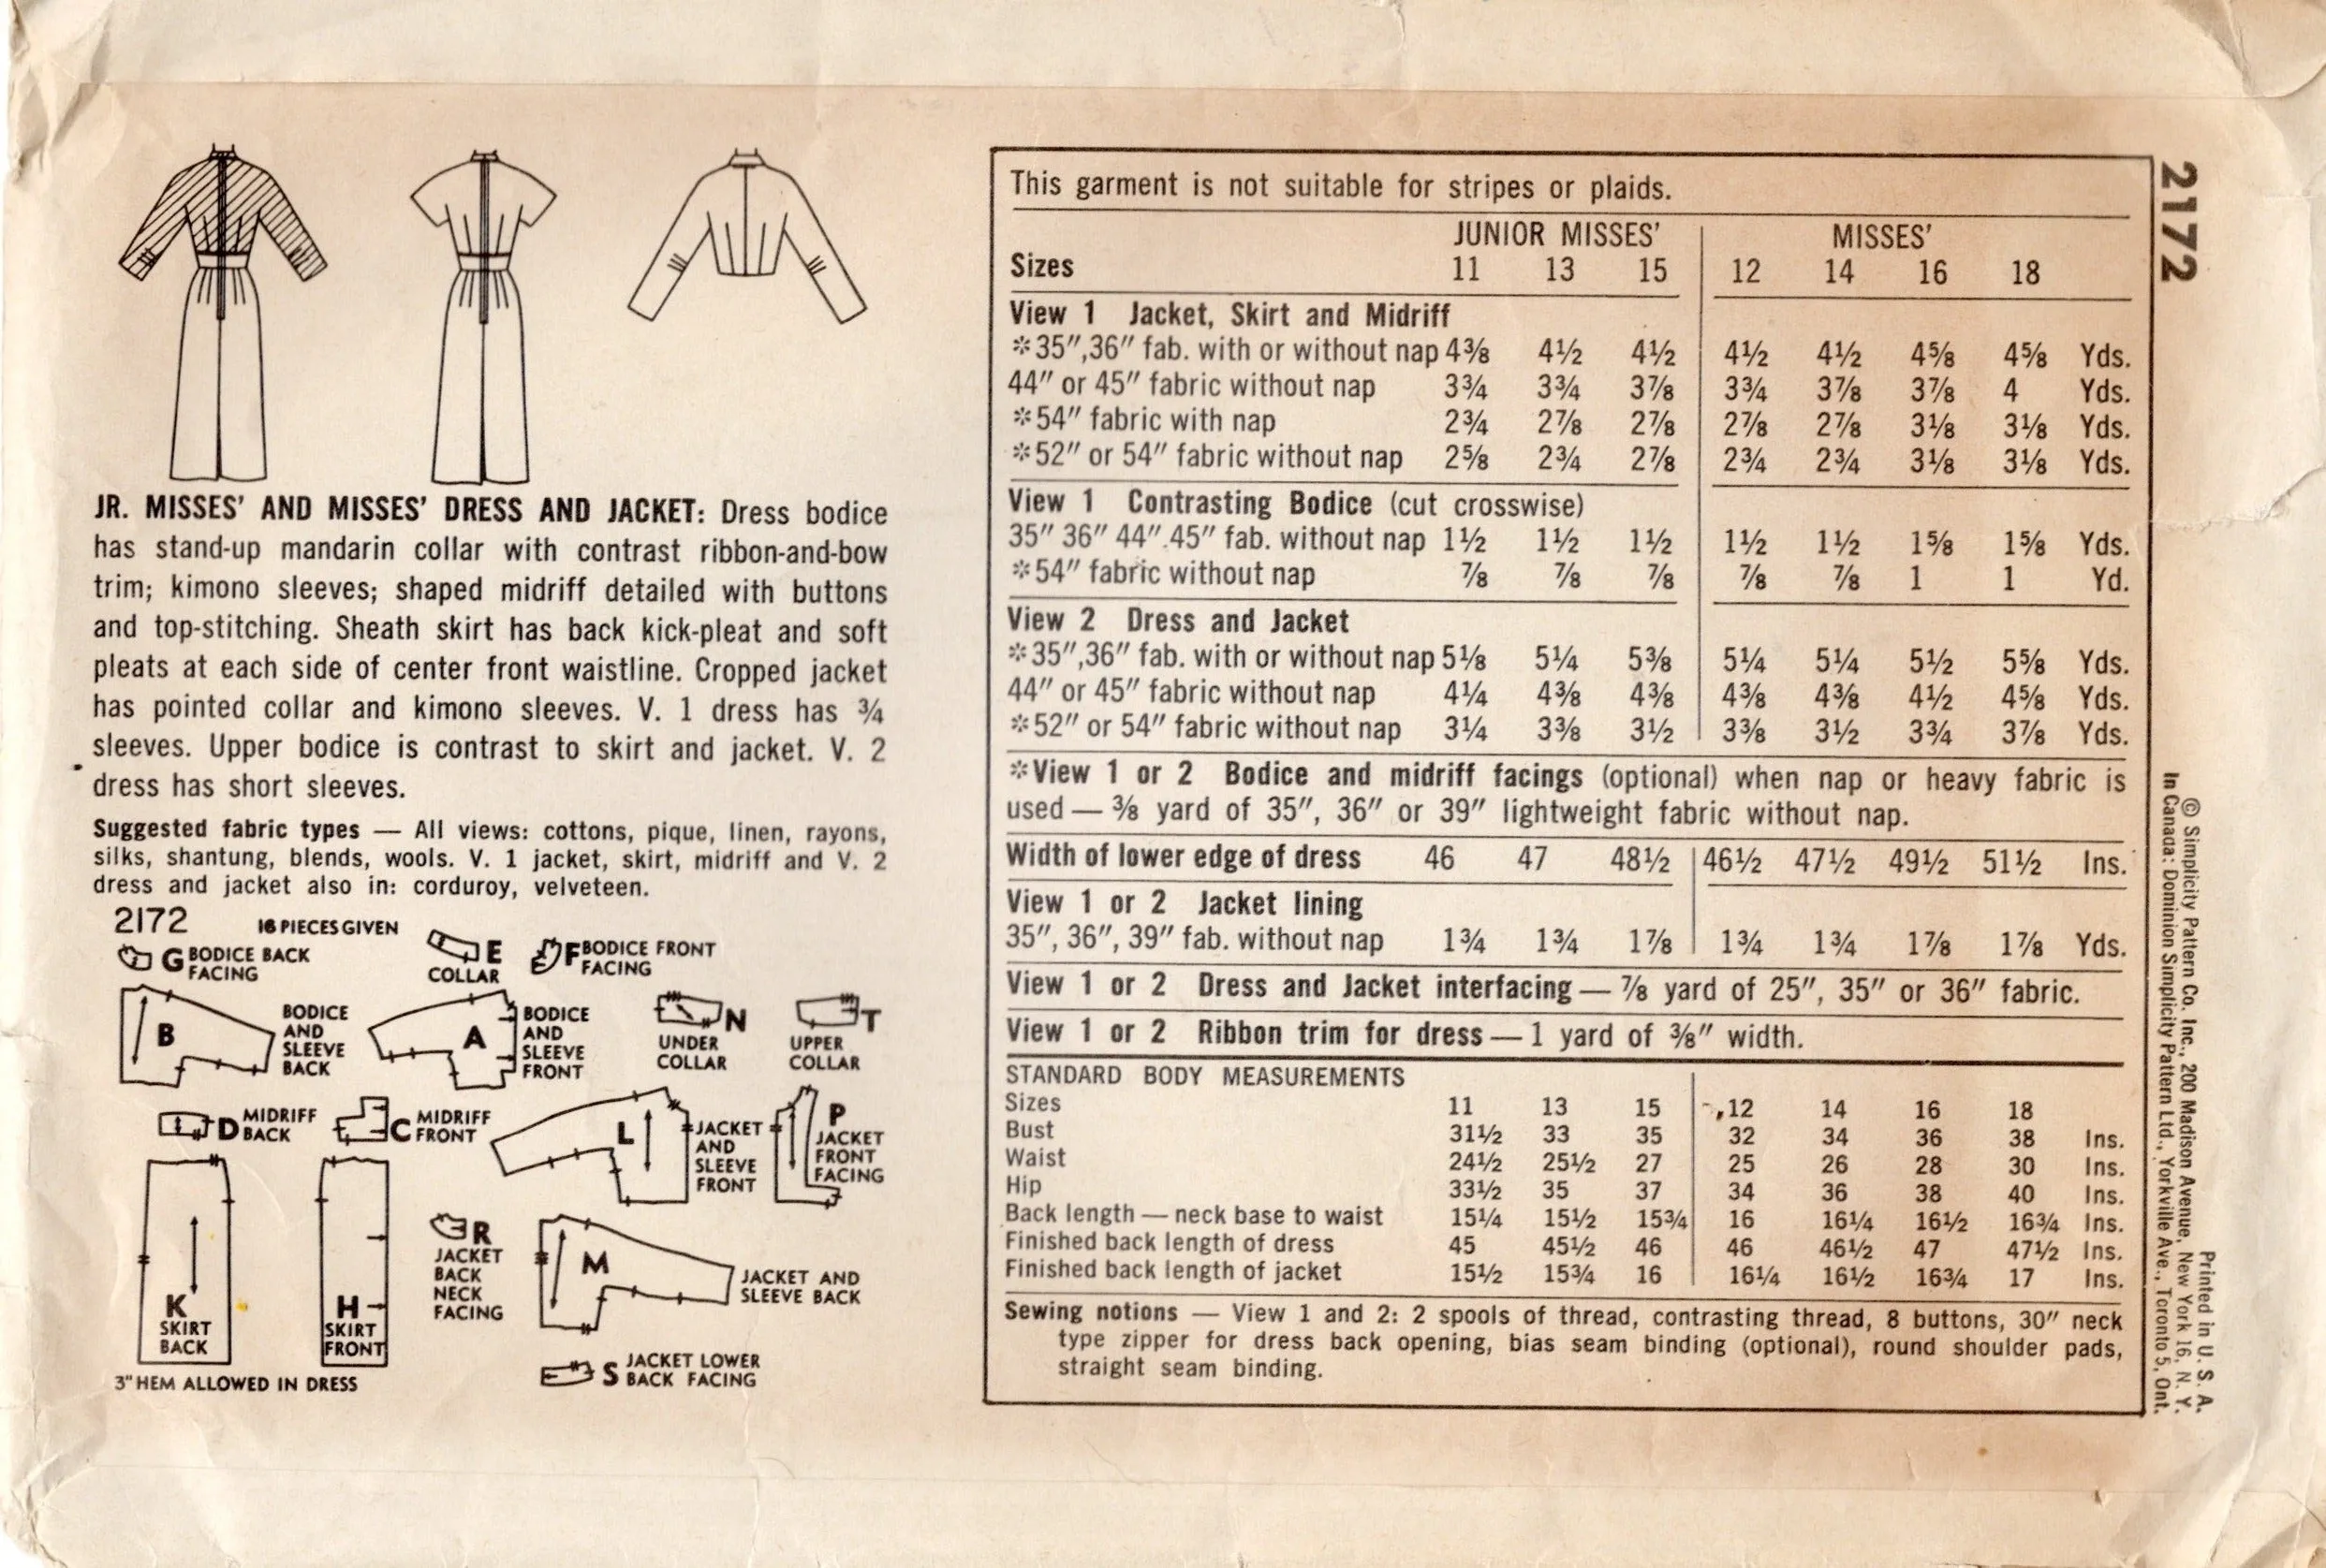 JR. MISSES' AND MISSES' DRESS AND JACKET: Dress bodice
has stand-up mandarin collar with contrast ribbon-and-bow
trim; kimono sleeves; shaped midriff detailed with buttons
and top-stitching. Sheath skirt has back kick-pleat and soft
pleats at each side of center front waistline. Cropped jacket
has pointed collar and kimono sleeves. V. 1 dress has ¾
sleeves. Upper bodice is contrast to skirt and jacket. V. 2
dress has short sleeves.
Suggested fabric types — All views: cottons, pique, linen, rayons,
silks, shantung, blends, wools. V. 1 jacket, skirt, midriff and V. 2
dress and jacket also in: corduroy, velveteen.
2172 16 PIECES GIVEN
G BODICE BACK
FACING
E
COLLAR
F BODICE FRONT
FACING
B
BODICE
AND
SLEEVE
BACK
A
BODICE
AND
SLEEVE
FRONT
N
UNDER
COLLAR
T
UPPER
COLLAR
D MIDRIFF
BACK
C MIDRIFF
FRONT
L
JACKET
AND
SLEEVE
FRONT
P
JACKET
FRONT
FACING
K
SKIRT
BACK
H
SKIRT
FRONT
R
JACKET
BACK
NECK
FACING
M
JACKET AND
SLEEVE BACK
S JACKET LOWER
BACK FACING
3" HEM ALLOWED IN DRESS
This garment is not suitable for stripes or plaids.
JUNIOR MISSES' MISSES'
Sizes 11 13 15 12 14 16 18
View 1 Jacket, Skirt and Midriff
*35",36" fab. with or without nap 4⅜ 4½ 4½ 4½ 4½ 4⅝ 4⅝ Yds.
44" or 45" fabric without nap 3¾ 3¾ 3⅞ 3¾ 3⅞ 3⅞ 4 Yds.
*54" fabric with nap 2¾ 2⅞ 2⅞ 2⅞ 2⅞ 3⅛ 3⅛ Yds.
*52" or 54" fabric without nap 2⅝ 2¾ 2⅞ 2¾ 2¾ 3⅛ 3⅛ Yds.
View 1 Contrasting Bodice (cut crosswise)
35" 36" 44" 45" fab. without nap 1½ 1½ 1½ 1½ 1½ 1⅝ 1⅝ Yds.
*54" fabric without nap ⅞ ⅞ ⅞ ⅞ ⅞ 1 1 Yd.
View 2 Dress and Jacket
*35",36" fab. with or without nap 5⅛ 5¼ 5⅜ 5¼ 5¼ 5½ 5⅝ Yds.
44" or 45" fabric without nap 4¼ 4⅜ 4⅜ 4⅜ 4⅜ 4½ 4⅝ Yds.
*52" or 54" fabric without nap 3¼ 3⅜ 3½ 3⅜ 3½ 3¾ 3⅞ Yds.
*View 1 or 2 Bodice and midriff facings (optional) when nap or heavy fabric is
used — ⅜ yard of 35", 36" or 39" lightweight fabric without nap.
Width of lower edge of dress 46 47 48½ 46½ 47½ 49½ 51½ Ins.
View 1 or 2 Jacket lining
35", 36", 39" fab. without nap 1¾ 1¾ 1⅞ 1¾ 1¾ 1⅞ 1⅞ Yds.
View 1 or 2 Dress and Jacket interfacing — ⅞ yard of 25", 35" or 36" fabric.
View 1 or 2 Ribbon trim for dress — 1 yard of ⅜" width.
STANDARD BODY MEASUREMENTS
Sizes 11 13 15 12 14 16 18
Bust 31½ 33 35 32 34 36 38 Ins.
Waist 24½ 25½ 27 25 26 28 30 Ins.
Hip 33½ 35 37 34 36 38 40 Ins.
Back length — neck base to waist 15¼ 15½ 15¾ 16 16¼ 16½ 16¾ Ins.
Finished back length of dress 45 45½ 46 46 46½ 47 47½ Ins.
Finished back length of jacket 15½ 15¾ 16 16¼ 16½ 16¾ 17 Ins.
Sewing notions — View 1 and 2: 2 spools of thread, contrasting thread, 8 buttons, 30" neck
type zipper for dress back opening, bias seam binding (optional), round shoulder pads,
straight seam binding.
2172
Printed in U. S. A.
© Simplicity Pattern Co. Inc., 200 Madison Avenue, New York 16, N. Y.
In Canada: Dominion Simplicity Pattern Ltd., Yorkville Ave., Toronto 5, Ont.